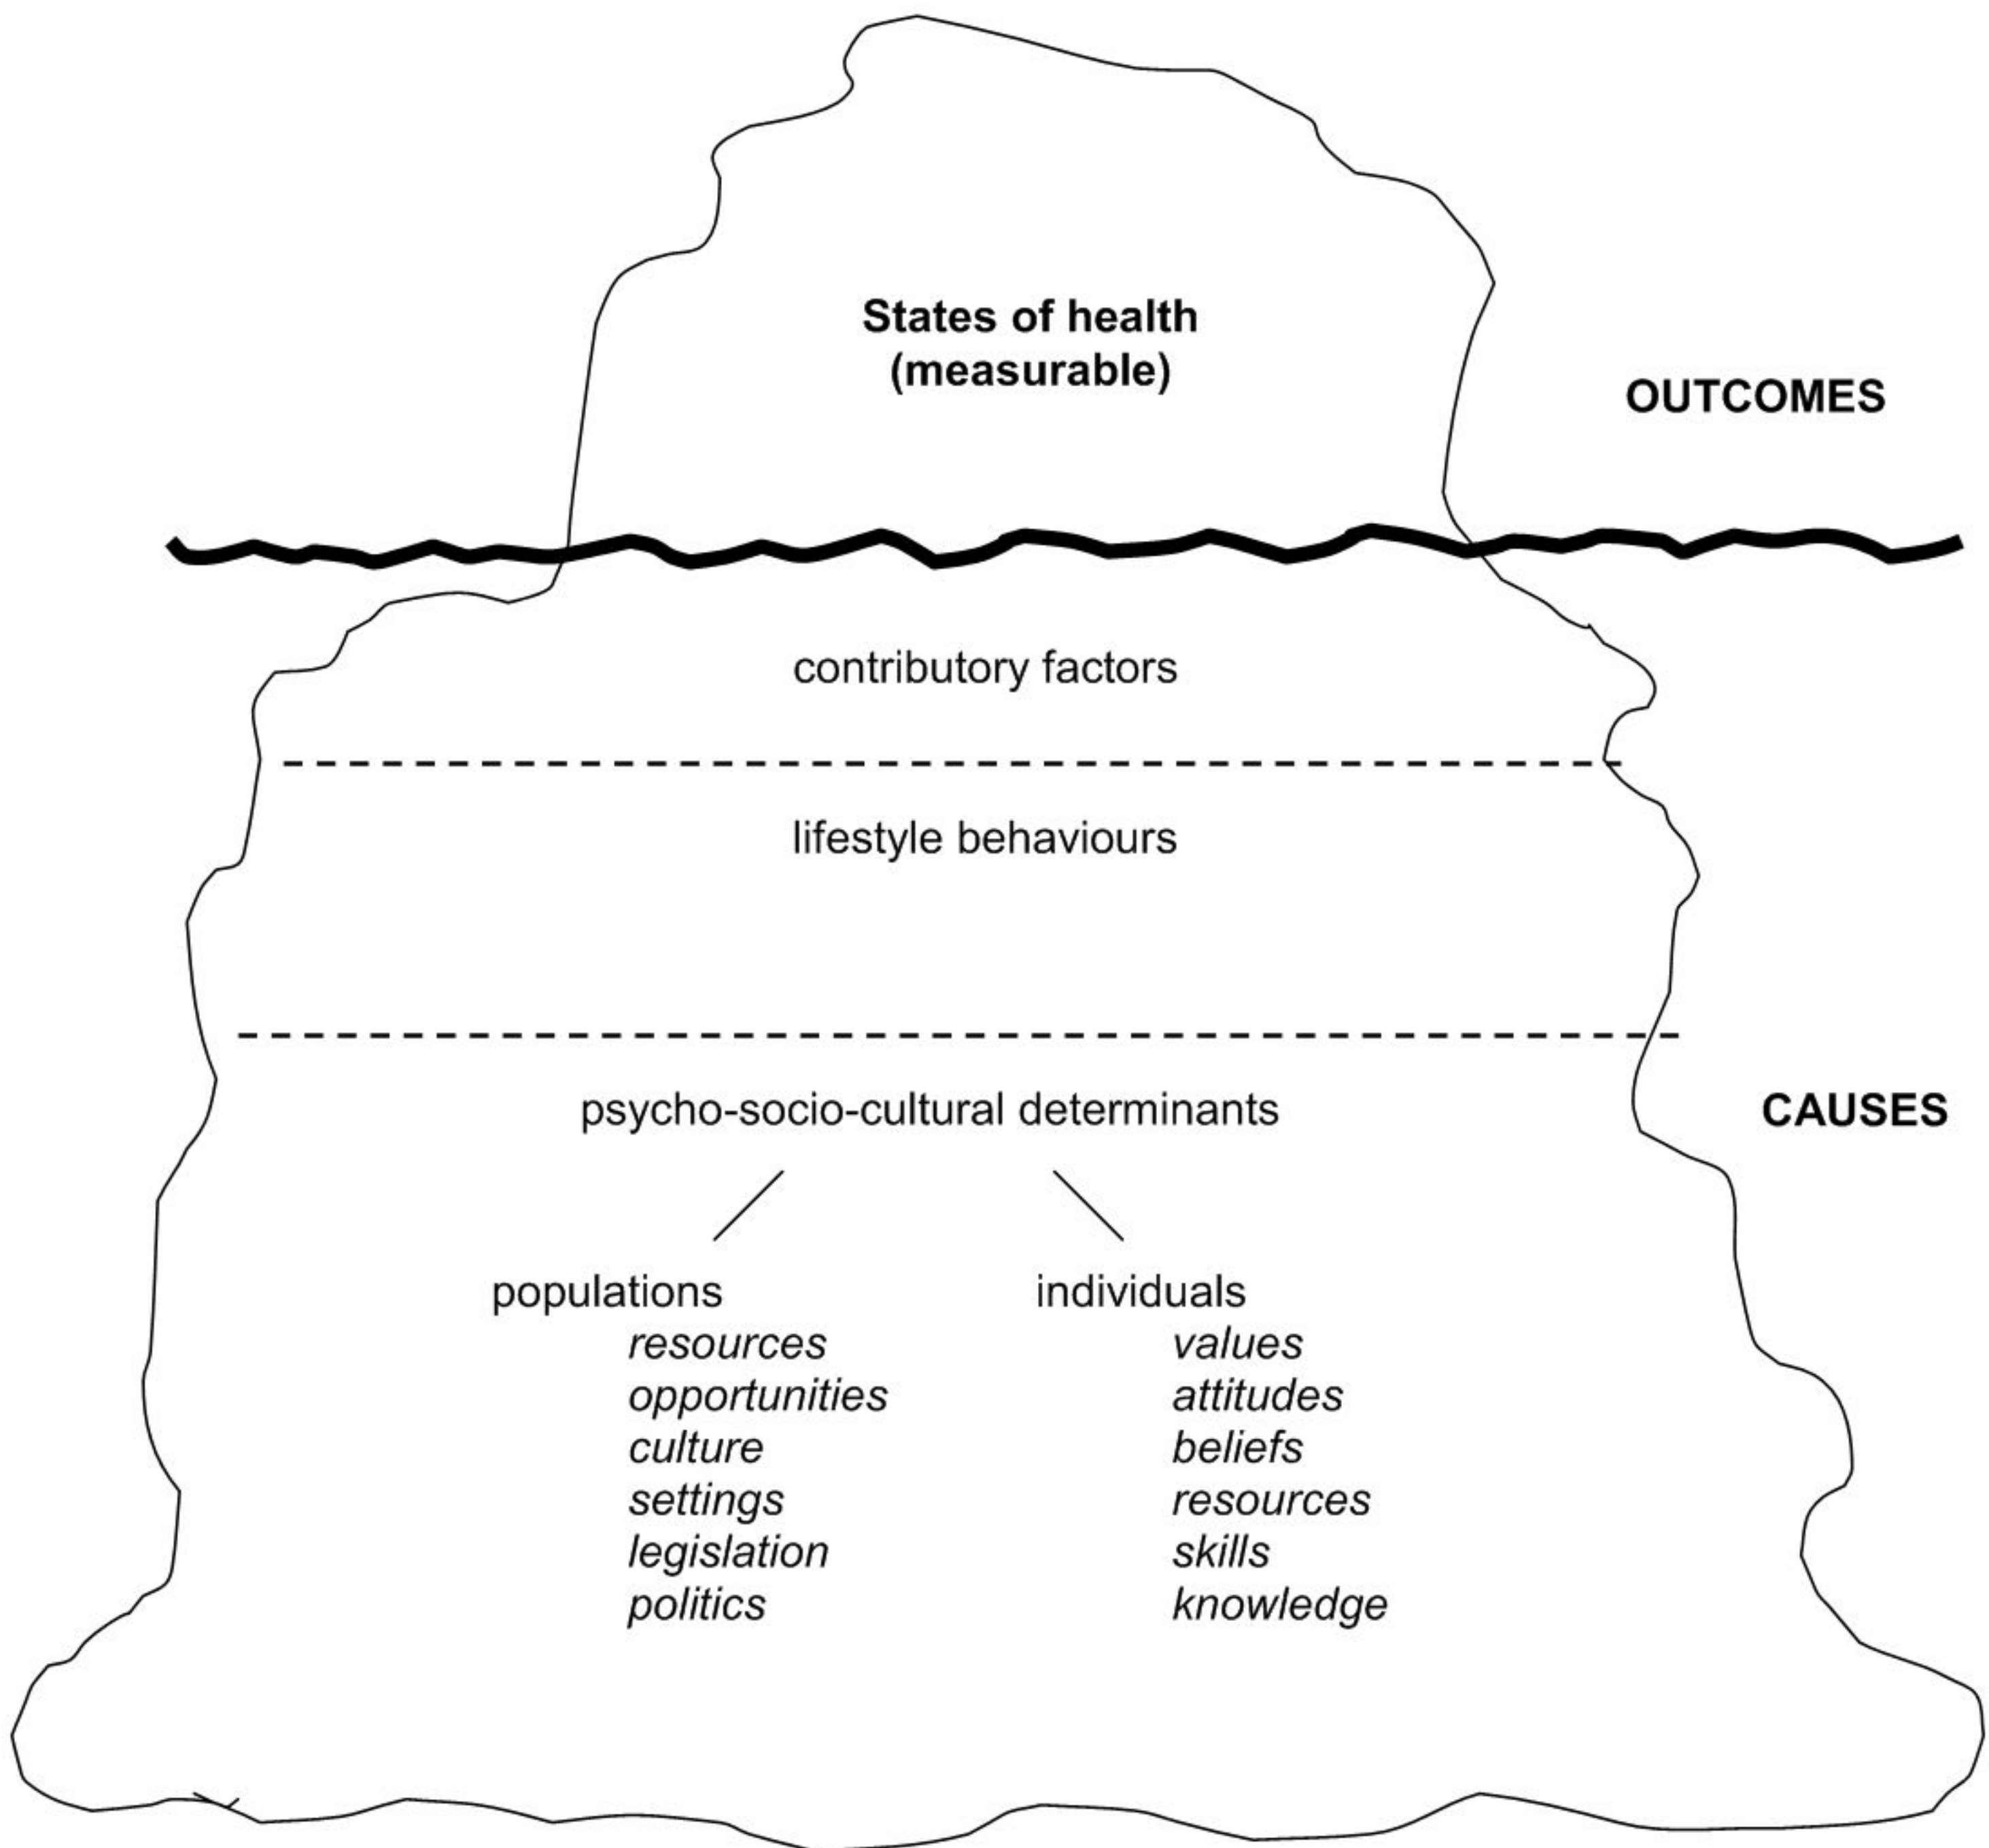 States of health
(measurable)
OUTCOMES
contributory factors
lifestyle behaviours
psycho-socio-cultural determinants
CAUSES
populations
resources
opportunities
culture
settings
legislation
politics
individuals
values
attitudes
beliefs
resources
skills
knowledge